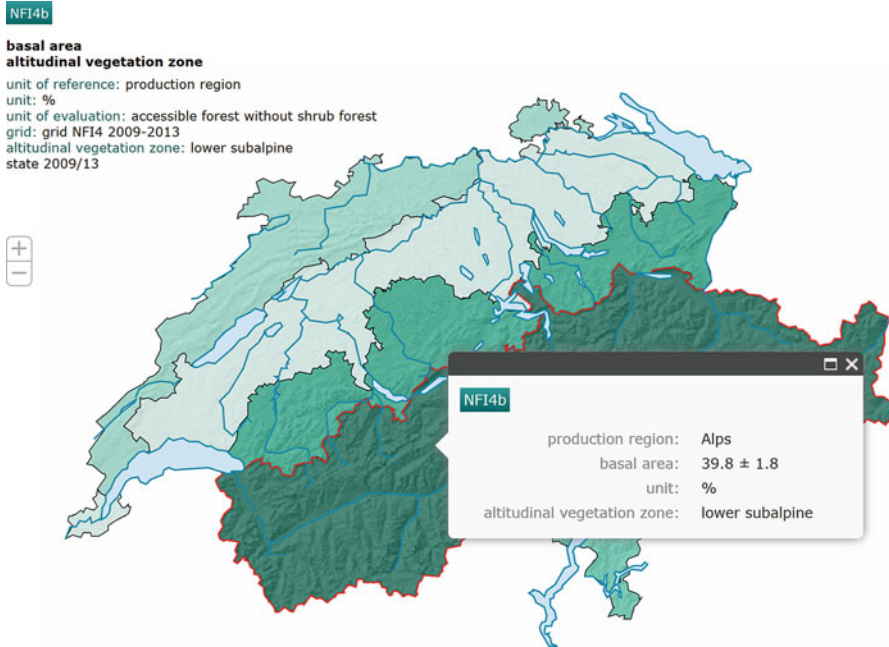 NFI4b
basal area
altitudinal vegetation zone
unit of reference: production region
unit: %
unit of evaluation: accessible forest without shrub forest
grid: grid NFI4 2009-2013
altitudinal vegetation zone: lower subalpine
state 2009/13
+
−
NFI4b
production region: Alps
basal area: 39.8 ± 1.8
unit: %
altitudinal vegetation zone: lower subalpine